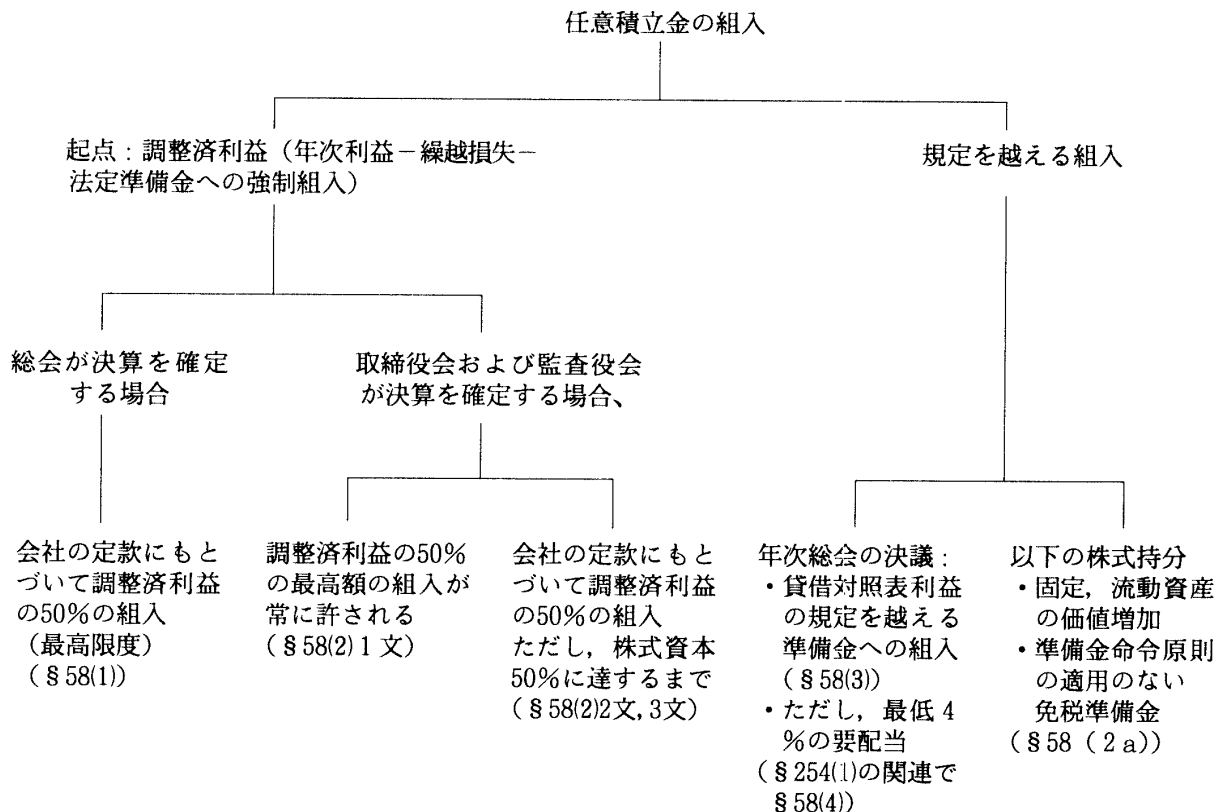 任意積立金の組入
起点：調整済利益（年次利益－繰越損失－
法定準備金への強制組入）
規定を越える組入
総会が決算を確定
する場合
取締役会および監査役会
が決算を確定する場合、
会社の定款にもと
づいて調整済利益
の50%の組入
（最高限度）
（§58(1)）
調整済利益の50%
の最高額の組入が
常に許される
（§58(2)1文）
会社の定款にもと
づいて調整済利益
の50%の組入
ただし，株式資本
50%に達するまで
（§58(2)2文,3文）
年次総会の決議：
・貸借対照表利益
の規定を越える
準備金への組入
（§58(3)）
・ただし，最低4
%の要配当
（§254(1)の関連で
§58(4)）
以下の株式持分
・固定，流動資産
の価値増加
・準備金命令原則
の適用のない
免税準備金
（§58（2a））